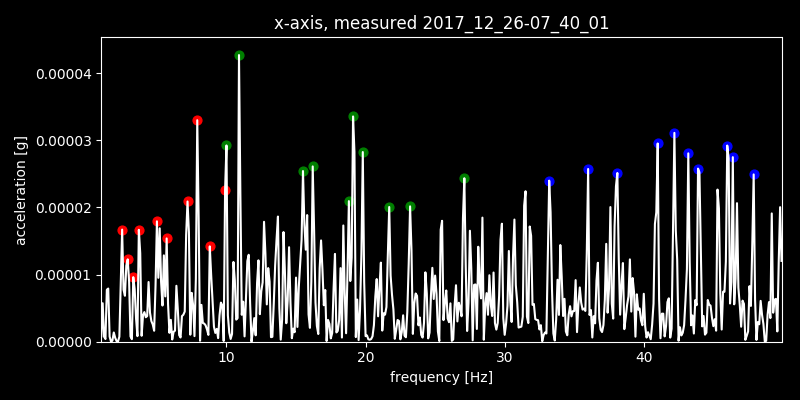 x-axis, measured 2017_12_26-07_40_01
acceleration [g]
0.00004
0.00003
0.00002
0.00001
0.00000
10 20 30 40
frequency [Hz]